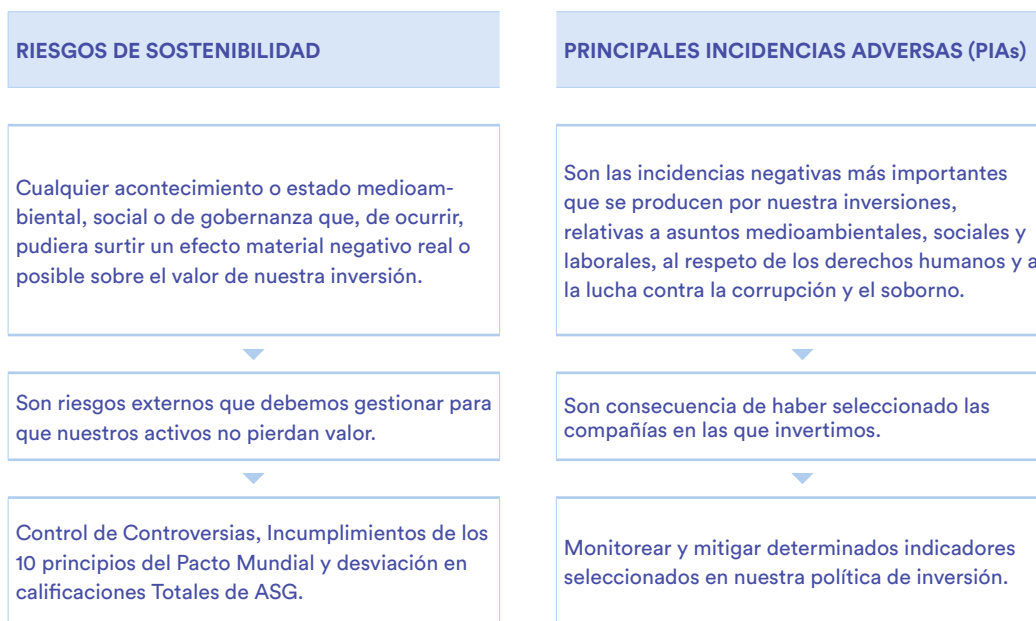 RIESGOS DE SOSTENIBILIDAD
Cualquier acontecimiento o estado medioam-
biental, social o de gobernanza que, de ocurrir,
pudiera surtir un efecto material negativo real o
posible sobre el valor de nuestra inversión.
Son riesgos externos que debemos gestionar para
que nuestros activos no pierdan valor.
Control de Controversias, Incumplimientos de los
10 principios del Pacto Mundial y desviación en
calificaciones Totales de ASG.
PRINCIPALES INCIDENCIAS ADVERSAS (PIAs)
Son las incidencias negativas más importantes
que se producen por nuestra inversiones,
relativas a asuntos medioambientales, sociales y
laborales, al respeto de los derechos humanos y a
la lucha contra la corrupción y el soborno.
Son consecuencia de haber seleccionado las
compañías en las que invertimos.
Monitorear y mitigar determinados indicadores
seleccionados en nuestra política de inversión.